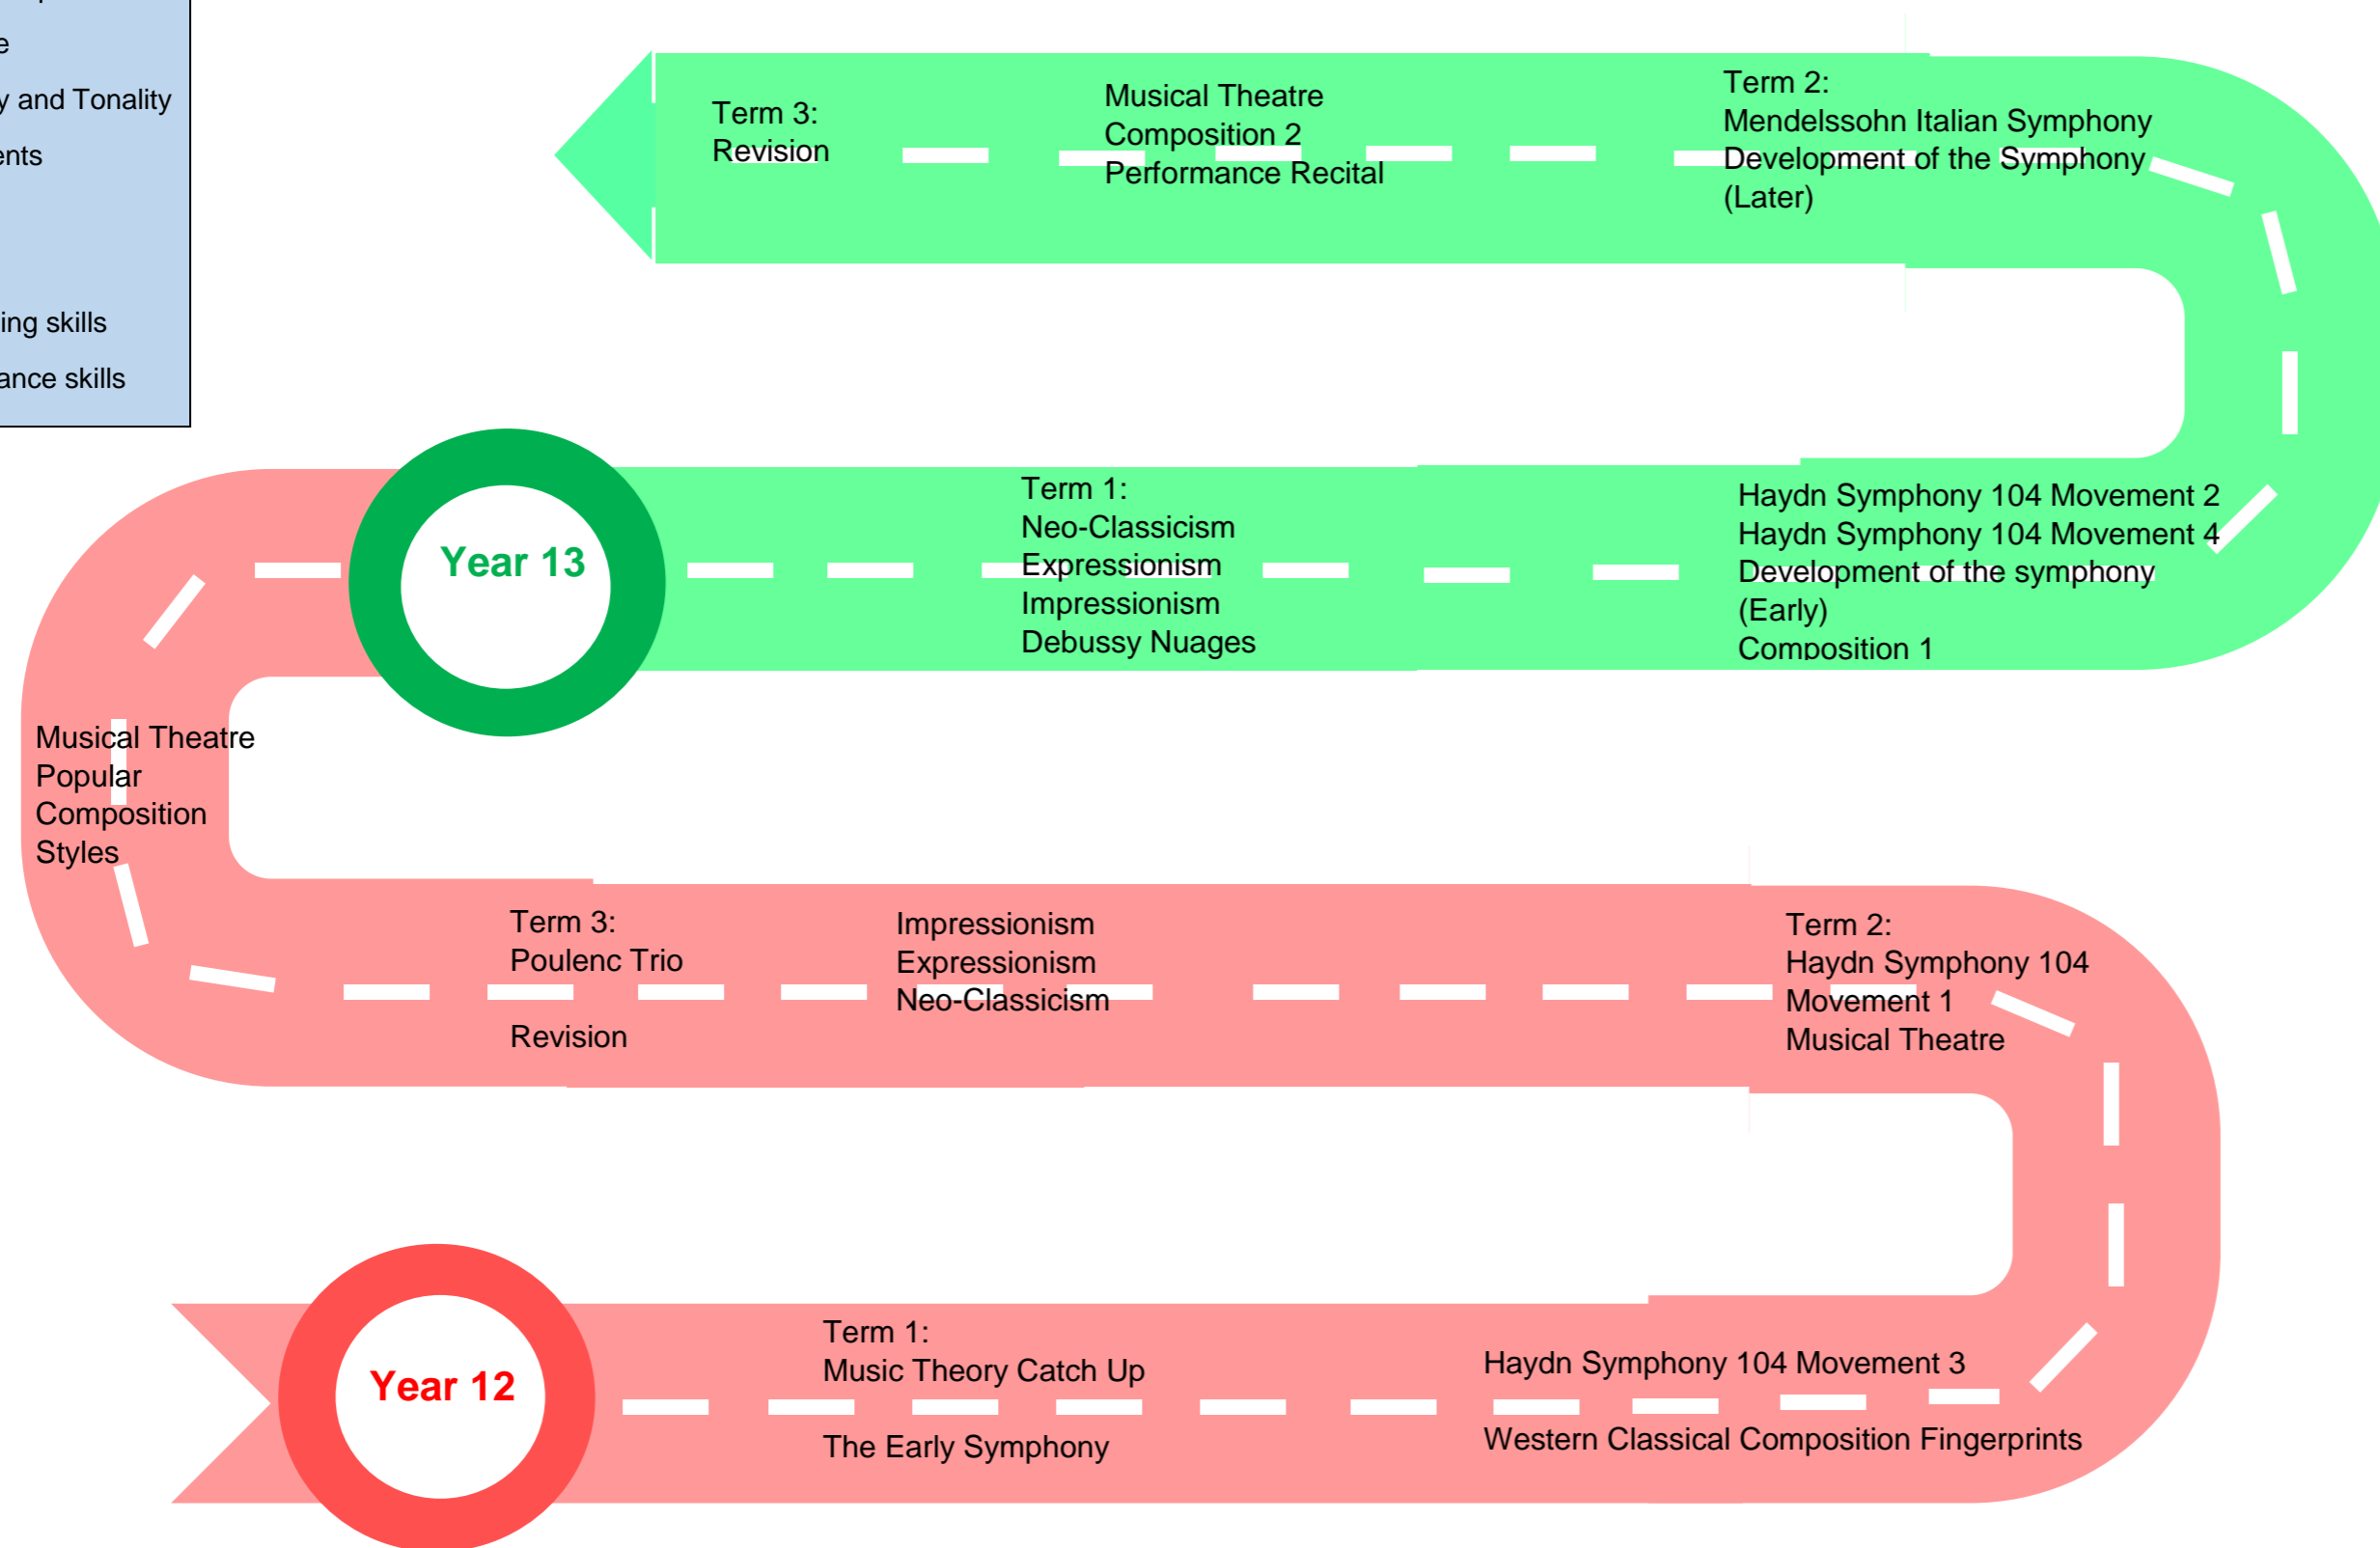 e
y and Tonality
ents
ing skills
ance skills
Term 3:
Revision
Musical Theatre
Composition 2
Performance Recital
Term 2:
Mendelssohn Italian Symphony
Development of the Symphony
(Later)
Year 13
Term 1:
Neo-Classicism
Expressionism
Impressionism
Debussy Nuages
Haydn Symphony 104 Movement 2
Haydn Symphony 104 Movement 4
Development of the symphony
(Early)
Composition 1
Musical Theatre
Popular
Composition
Styles
Term 3:
Poulenc Trio
Revision
Impressionism
Expressionism
Neo-Classicism
Term 2:
Haydn Symphony 104
Movement 1
Musical Theatre
Year 12
Term 1:
Music Theory Catch Up
The Early Symphony
Haydn Symphony 104 Movement 3
Western Classical Composition Fingerprints